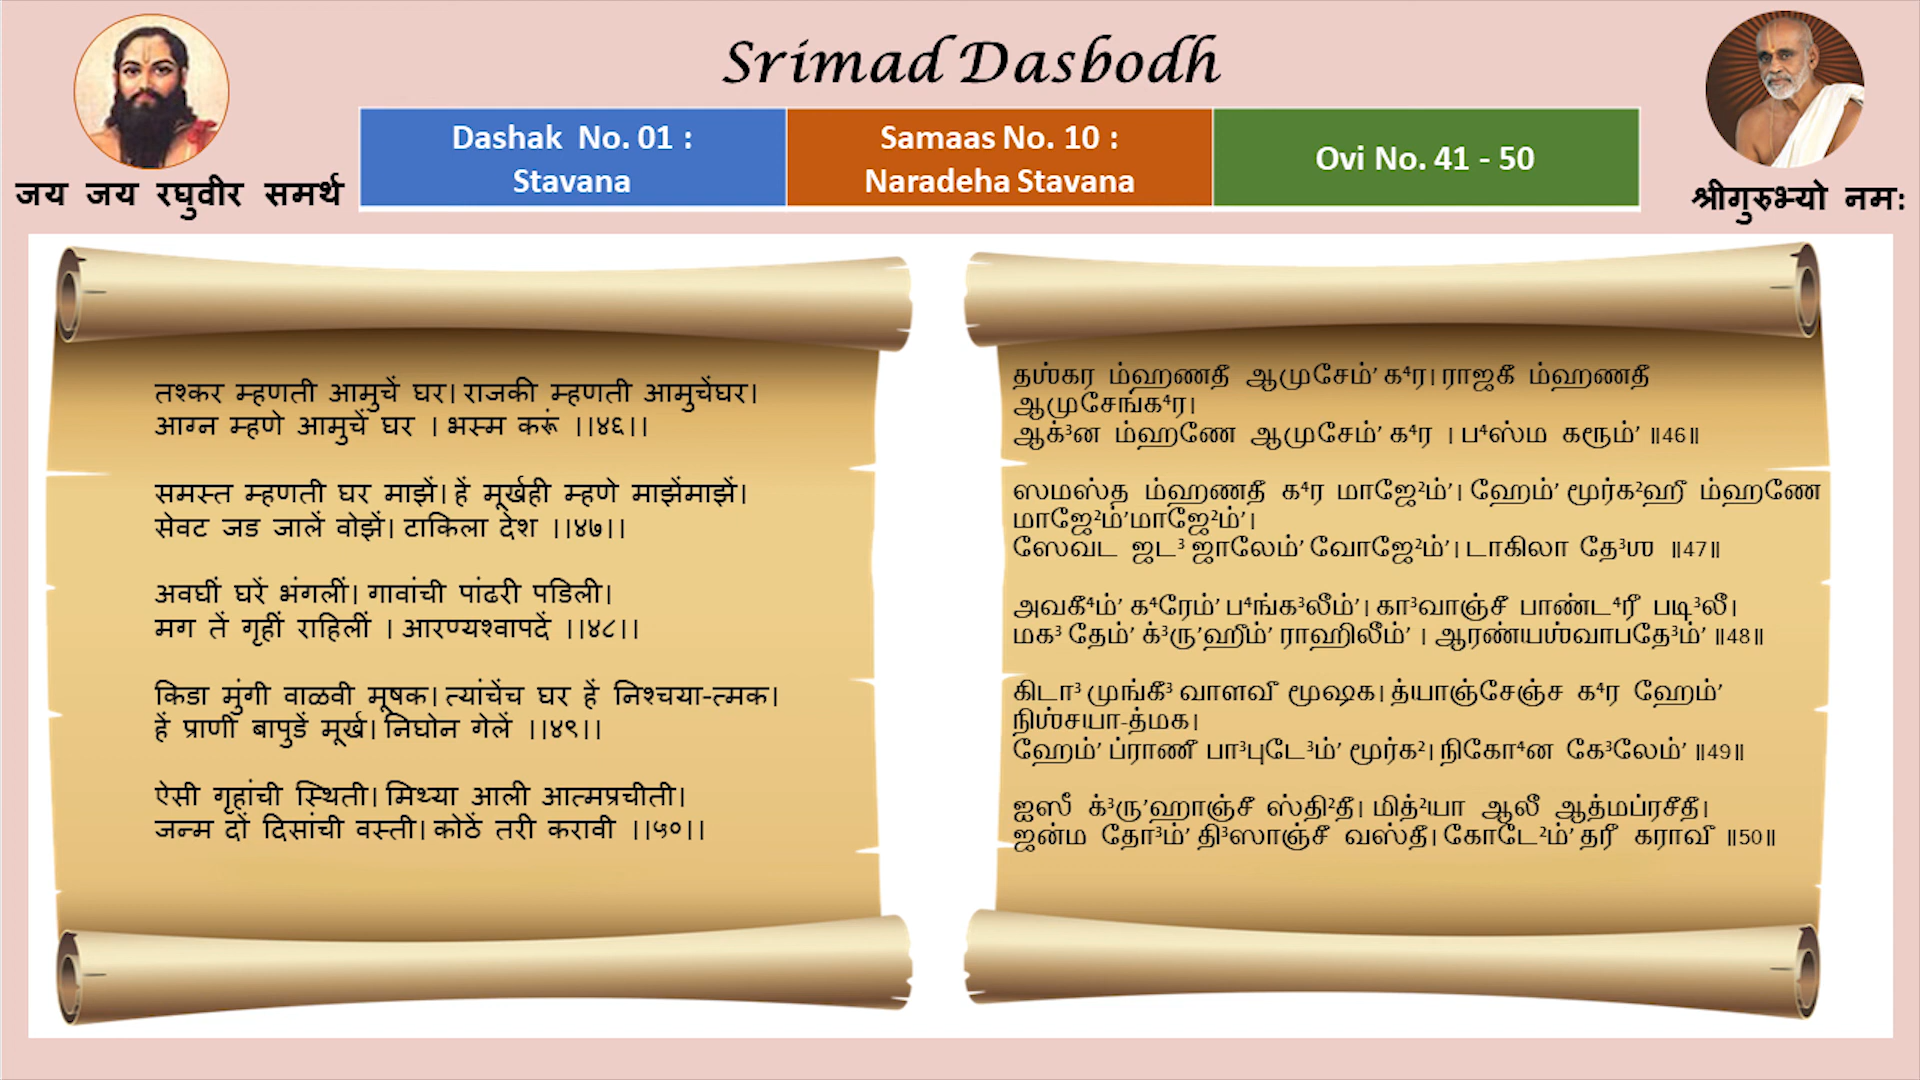 Srimad Dasbodh
Dashak No. 01 :
Stavana
Samaas No. 10 :
Naradeha Stavana
Ovi No. 41 - 50
जय जय रघुवीर समर्थ
श्रीगुरुभ्यो नमः
तश्कर म्हणती आमुचें घर। राजकी म्हणती आमुचेंघर।
आग्न म्हणे आमुचें घर । भस्म करूं ।।४६।।
समस्त म्हणती घर माझें। हें मूर्खही म्हणे माझेंमाझें।
सेवट जड जालें वोझें। टाकिला देश ।।४७।।
अवघीं घरें भंगलीं। गावांची पांढरी पडिली।
मग तें गृहीं राहिलीं । आरण्यश्वापदें ।।४८।।
किडा मुंगी वाळवी मूषक। त्यांचेंच घर हें निश्चया-त्मक।
हें प्राणी बापुडें मूर्ख। निघोन गेलें ।।४९।।
ऐसी गृहांची स्थिती। मिथ्या आली आत्मप्रचीती।
जन्म दों दिसांची वस्ती। कोठें तरी करावी ।।५०।।
தஶ்கர ம்ஹணதீ ஆமுசேம்ʼ க⁴ர। ராஜகீ ம்ஹணதீ
ஆமுசேங்க⁴ர।
ஆக்³ன ம்ஹணே ஆமுசேம்ʼ க⁴ர । ப⁴ஸ்ம கரூம்ʼ ॥46॥
ஸமஸ்த ம்ஹணதீ க⁴ர மாஜே²ம்ʼ। ஹேம்ʼ மூர்க²ஹீ ம்ஹணே
மாஜே²ம்ʼமாஜே²ம்ʼ।
ஸேவட ஜட³ ஜாலேம்ʼ வோஜே²ம்ʼ। டாகிலா தே³ஶ ॥47॥
அவகீ⁴ம்ʼ க⁴ரேம்ʼ ப⁴ங்க³லீம்ʼ। கா³வாஞ்சீ பாண்ட⁴ரீ படி³லீ।
மக³ தேம்ʼ க்³ருʼஹீம்ʼ ராஹிலீம்ʼ । ஆரண்யஶ்வாபதே³ம்ʼ ॥48॥
கிடா³ முங்கீ³ வாளவீ மூஷக। த்யாஞ்சேஞ்ச க⁴ர ஹேம்ʼ
நிஶ்சயா-த்மக।
ஹேம்ʼ ப்ராணீ பா³புடே³ம்ʼ மூர்க²। நிகோ⁴ன கே³லேம்ʼ ॥49॥
ஐஸீ க்³ருʼஹாஞ்சீ ஸ்தி²தீ। மித்²யா ஆலீ ஆத்மப்ரசீதீ।
ஜன்ம தோ³ம்ʼ தி³ஸாஞ்சீ வஸ்தீ। கோடே²ம்ʼ தரீ கராவீ ॥50॥